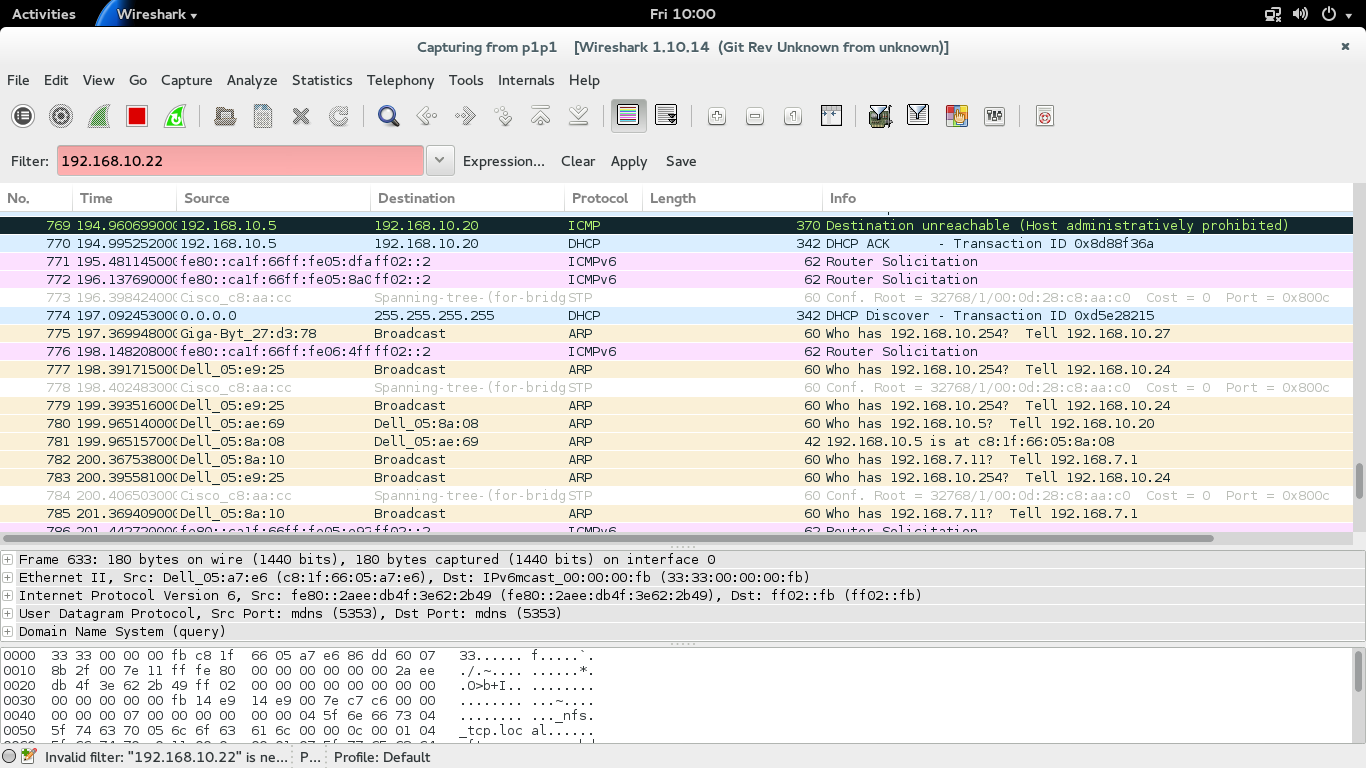 Activities Wireshark Fri 10:00
Capturing from p1p1 [Wireshark 1.10.14 (Git Rev Unknown from unknown)]
File Edit View Go Capture Analyze Statistics Telephony Tools Internals Help
Filter: 192.168.10.22 Expression... Clear Apply Save
No. Time Source Destination Protocol Length Info
769 194.960699000 192.168.10.5 192.168.10.20 ICMP 370 Destination unreachable (Host administratively prohibited)
770 194.995252000 192.168.10.5 192.168.10.20 DHCP 342 DHCP ACK - Transaction ID 0x8d88f36a
771 195.481145000 fe80::ca1f:66ff:fe05:dfa ff02::2 ICMPv6 62 Router Solicitation
772 196.137690000 fe80::ca1f:66ff:fe05:8a0 ff02::2 ICMPv6 62 Router Solicitation
773 196.398424000 Cisco_c8:aa:cc Spanning-tree-(for-bridg STP 60 Conf. Root = 32768/1/00:0d:28:c8:aa:c0 Cost = 0 Port = 0x800c
774 197.092453000 0.0.0.0 255.255.255.255 DHCP 342 DHCP Discover - Transaction ID 0xd5e28215
775 197.369948000 Giga-Byt_27:d3:78 Broadcast ARP 60 Who has 192.168.10.254? Tell 192.168.10.27
776 198.148208000 fe80::ca1f:66ff:fe06:4ff ff02::2 ICMPv6 62 Router Solicitation
777 198.391715000 Dell_05:e9:25 Broadcast ARP 60 Who has 192.168.10.254? Tell 192.168.10.24
778 198.402483000 Cisco_c8:aa:cc Spanning-tree-(for-bridg STP 60 Conf. Root = 32768/1/00:0d:28:c8:aa:c0 Cost = 0 Port = 0x800c
779 199.393516000 Dell_05:e9:25 Broadcast ARP 60 Who has 192.168.10.254? Tell 192.168.10.24
780 199.965140000 Dell_05:ae:69 Dell_05:8a:08 ARP 60 Who has 192.168.10.5? Tell 192.168.10.20
781 199.965157000 Dell_05:8a:08 Dell_05:ae:69 ARP 42 192.168.10.5 is at c8:1f:66:05:8a:08
782 200.367538000 Dell_05:8a:10 Broadcast ARP 60 Who has 192.168.7.11? Tell 192.168.7.1
783 200.395581000 Dell_05:e9:25 Broadcast ARP 60 Who has 192.168.10.254? Tell 192.168.10.24
784 200.406503000 Cisco_c8:aa:cc Spanning-tree-(for-bridg STP 60 Conf. Root = 32768/1/00:0d:28:c8:aa:c0 Cost = 0 Port = 0x800c
785 201.369409000 Dell_05:8a:10 Broadcast ARP 60 Who has 192.168.7.11? Tell 192.168.7.1
786 201.442720000 fe80::ca1f:66ff:fe05:e92 ff02::2 ICMPv6 62 Router Solicitation
Frame 633: 180 bytes on wire (1440 bits), 180 bytes captured (1440 bits) on interface 0
Ethernet II, Src: Dell_05:a7:e6 (c8:1f:66:05:a7:e6), Dst: IPv6mcast_00:00:00:fb (33:33:00:00:00:fb)
Internet Protocol Version 6, Src: fe80::2aee:db4f:3e62:2b49 (fe80::2aee:db4f:3e62:2b49), Dst: ff02::fb (ff02::fb)
User Datagram Protocol, Src Port: mdns (5353), Dst Port: mdns (5353)
Domain Name System (query)
0000 33 33 00 00 00 fb c8 1f 66 05 a7 e6 86 dd 60 07 33...... f.....`.
0010 8b 2f 00 7e 11 ff fe 80 00 00 00 00 00 00 2a ee ./.~.... ......*.
0020 db 4f 3e 62 2b 49 ff 02 00 00 00 00 00 00 00 00 .O>b+I.. ........
0030 00 00 00 00 00 fb 14 e9 14 e9 00 7e c7 c6 00 00 ........ ...~....
0040 00 00 00 07 00 00 00 00 00 00 04 5f 6e 66 73 04 ........ ..._nfs.
0050 5f 74 63 70 05 6c 6f 63 61 6c 00 00 0c 00 01 04 _tcp.loc al......
Invalid filter: "192.168.10.22" is ne... P... Profile: Default